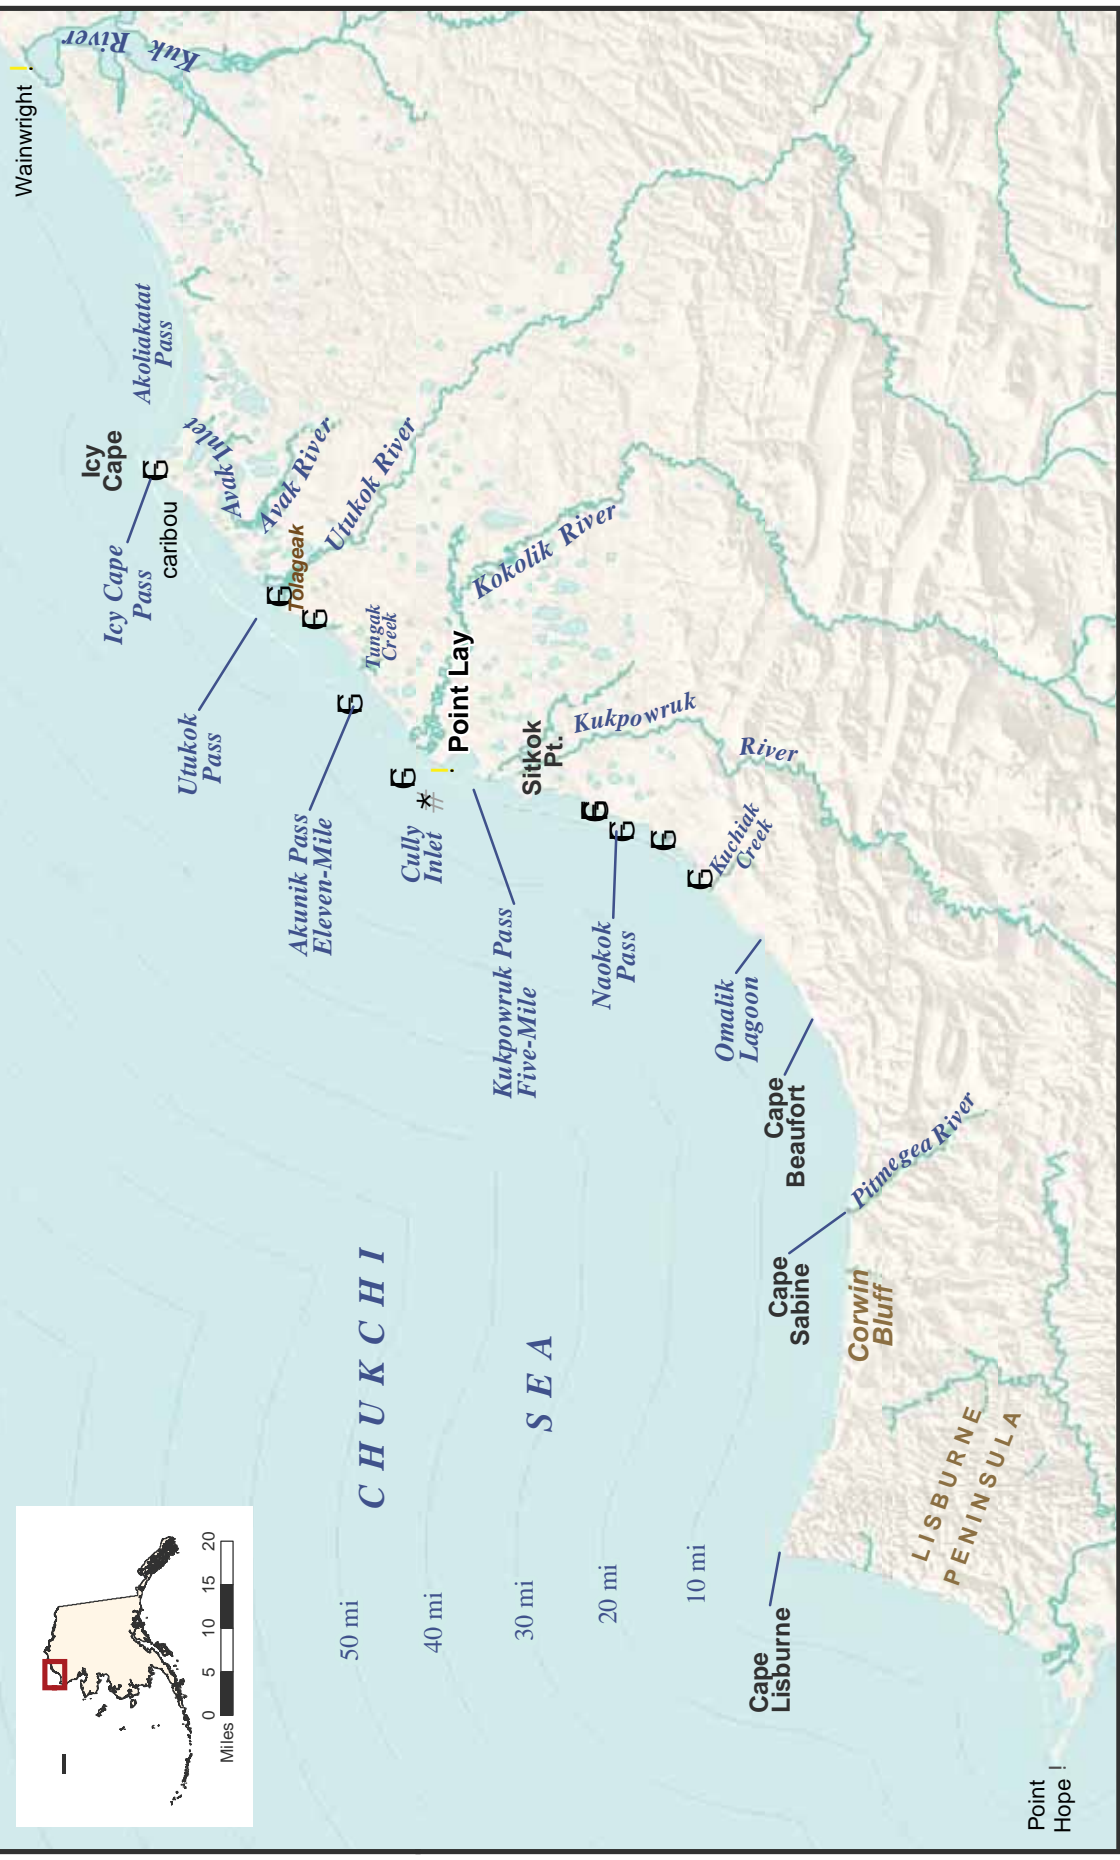 Wainwright
Kuk
River
Akoliakatat
Pass
Icy
Cape
Icy Cape
Pass
caribou
Avak Inlet
Avak River
Utukok River
Tolageak
Utukok
Pass
Tungak
Creek
Kokolik River
Akunik Pass
Eleven-Mile
Point Lay
Cully
Inlet
Sitkok
Pt.
Kukpowruk
River
Kukpowruk Pass
Five-Mile
Naokok
Pass
Kuchiak
Creek
Omalik
Lagoon
Cape
Beaufort
Pitmegea River
Cape
Sabine
Corwin
Bluff
CHUKCHI
SEA
LISBURNE
PENINSULA
50 mi
40 mi
30 mi
20 mi
10 mi
Cape
Lisburne
Point
Hope
0 5 10 15 20
Miles